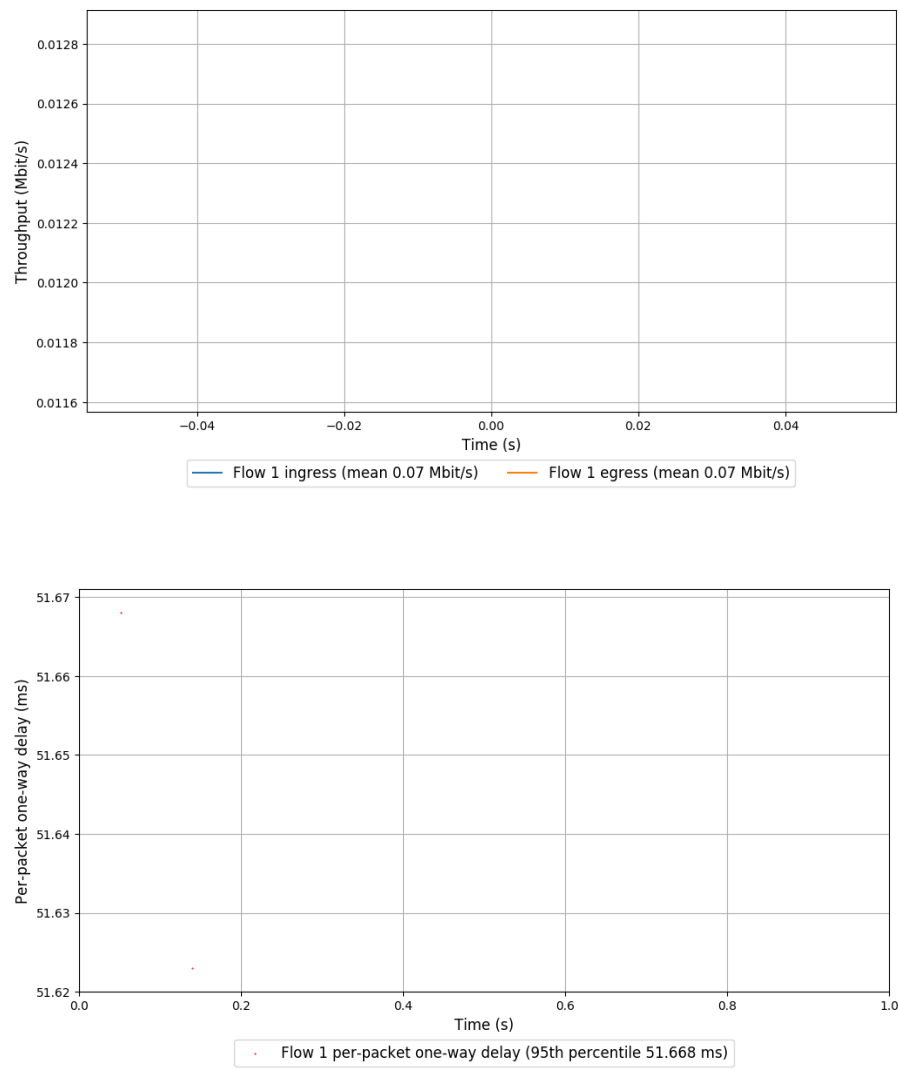 0.0128
0.0126
0.0124
0.0122
0.0120
0.0118
0.0116
Throughput (Mbit/s)
−0.04 −0.02 0.00 0.02 0.04
Time (s)
Flow 1 ingress (mean 0.07 Mbit/s) Flow 1 egress (mean 0.07 Mbit/s)
51.67
51.66
51.65
51.64
51.63
51.62
Per-packet one-way delay (ms)
0.0 0.2 0.4 0.6 0.8 1.0
Time (s)
Flow 1 per-packet one-way delay (95th percentile 51.668 ms)